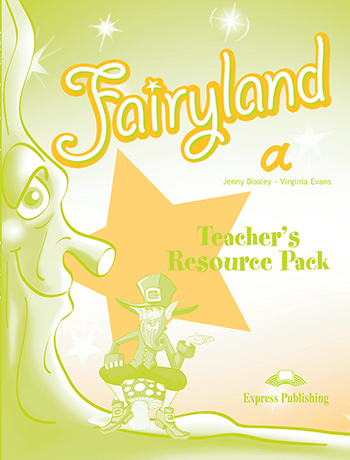 Fairyland
a
Jenny Dooley - Virginia Evans
Teacher's
Resource Pack
Express Publishing